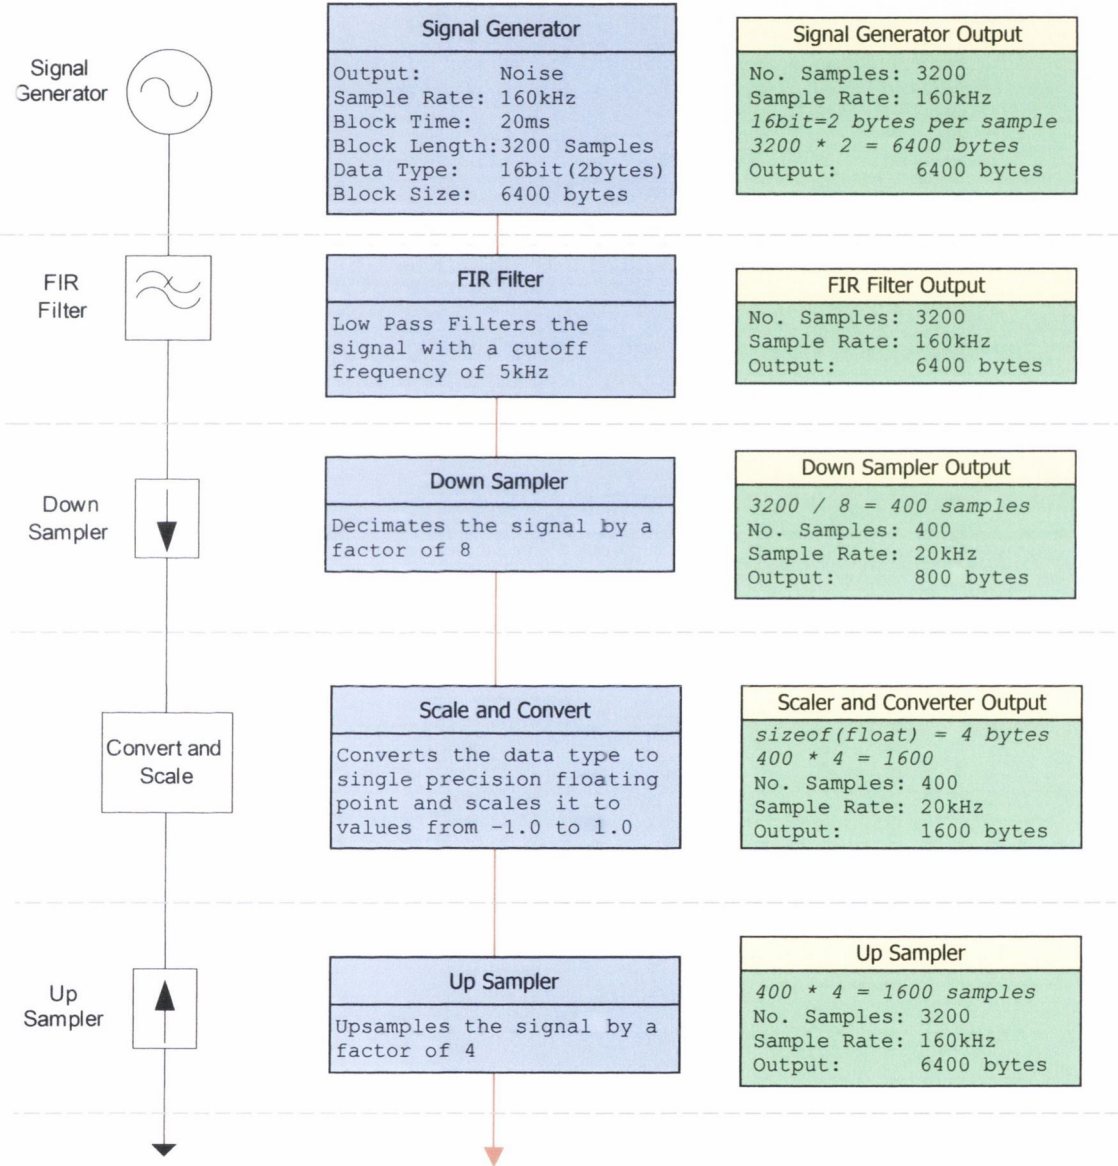 Signal
Generator
Signal Generator
Output: Noise
Sample Rate: 160kHz
Block Time: 20ms
Block Length:3200 Samples
Data Type: 16bit(2bytes)
Block Size: 6400 bytes
Signal Generator Output
No. Samples: 3200
Sample Rate: 160kHz
16bit=2 bytes per sample
3200 * 2 = 6400 bytes
Output: 6400 bytes
FIR
Filter
FIR Filter
Low Pass Filters the
signal with a cutoff
frequency of 5kHz
FIR Filter Output
No. Samples: 3200
Sample Rate: 160kHz
Output: 6400 bytes
Down
Sampler
Down Sampler
Decimates the signal by a
factor of 8
Down Sampler Output
3200 / 8 = 400 samples
No. Samples: 400
Sample Rate: 20kHz
Output: 800 bytes
Convert and
Scale
Scale and Convert
Converts the data type to
single precision floating
point and scales it to
values from -1.0 to 1.0
Scaler and Converter Output
sizeof(float) = 4 bytes
400 * 4 = 1600
No. Samples: 400
Sample Rate: 20kHz
Output: 1600 bytes
Up
Sampler
Up Sampler
Upsamples the signal by a
factor of 4
Up Sampler
400 * 4 = 1600 samples
No. Samples: 3200
Sample Rate: 160kHz
Output: 6400 bytes